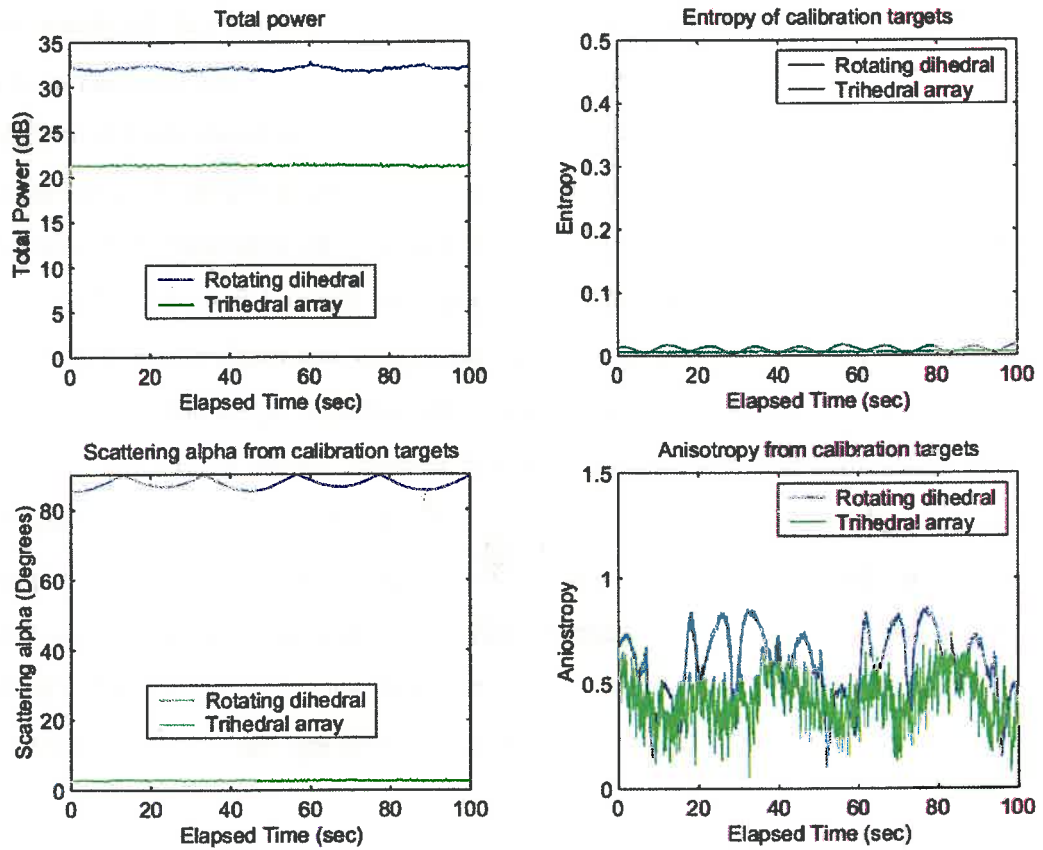 Total power
35
30
25
20
15
10
5
0
Total Power (dB)
Rotating dihedral
Trihedral array
0 20 40 60 80 100
Elapsed Time (sec)
Entropy of calibration targets
0.5
0.4
0.3
0.2
0.1
0
Entropy
Rotating dihedral
Trihedral array
0 20 40 60 80 100
Elapsed Time (sec)
Scattering alpha from calibration targets
80
60
40
20
0
Scattering alpha (Degrees)
Rotating dihedral
Trihedral array
0 20 40 60 80 100
Elapsed Time (sec)
Anisotropy from calibration targets
1.5
1
0.5
0
Aniostropy
Rotating dihedral
Trihedral array
0 20 40 60 80 100
Elapsed Time (sec)